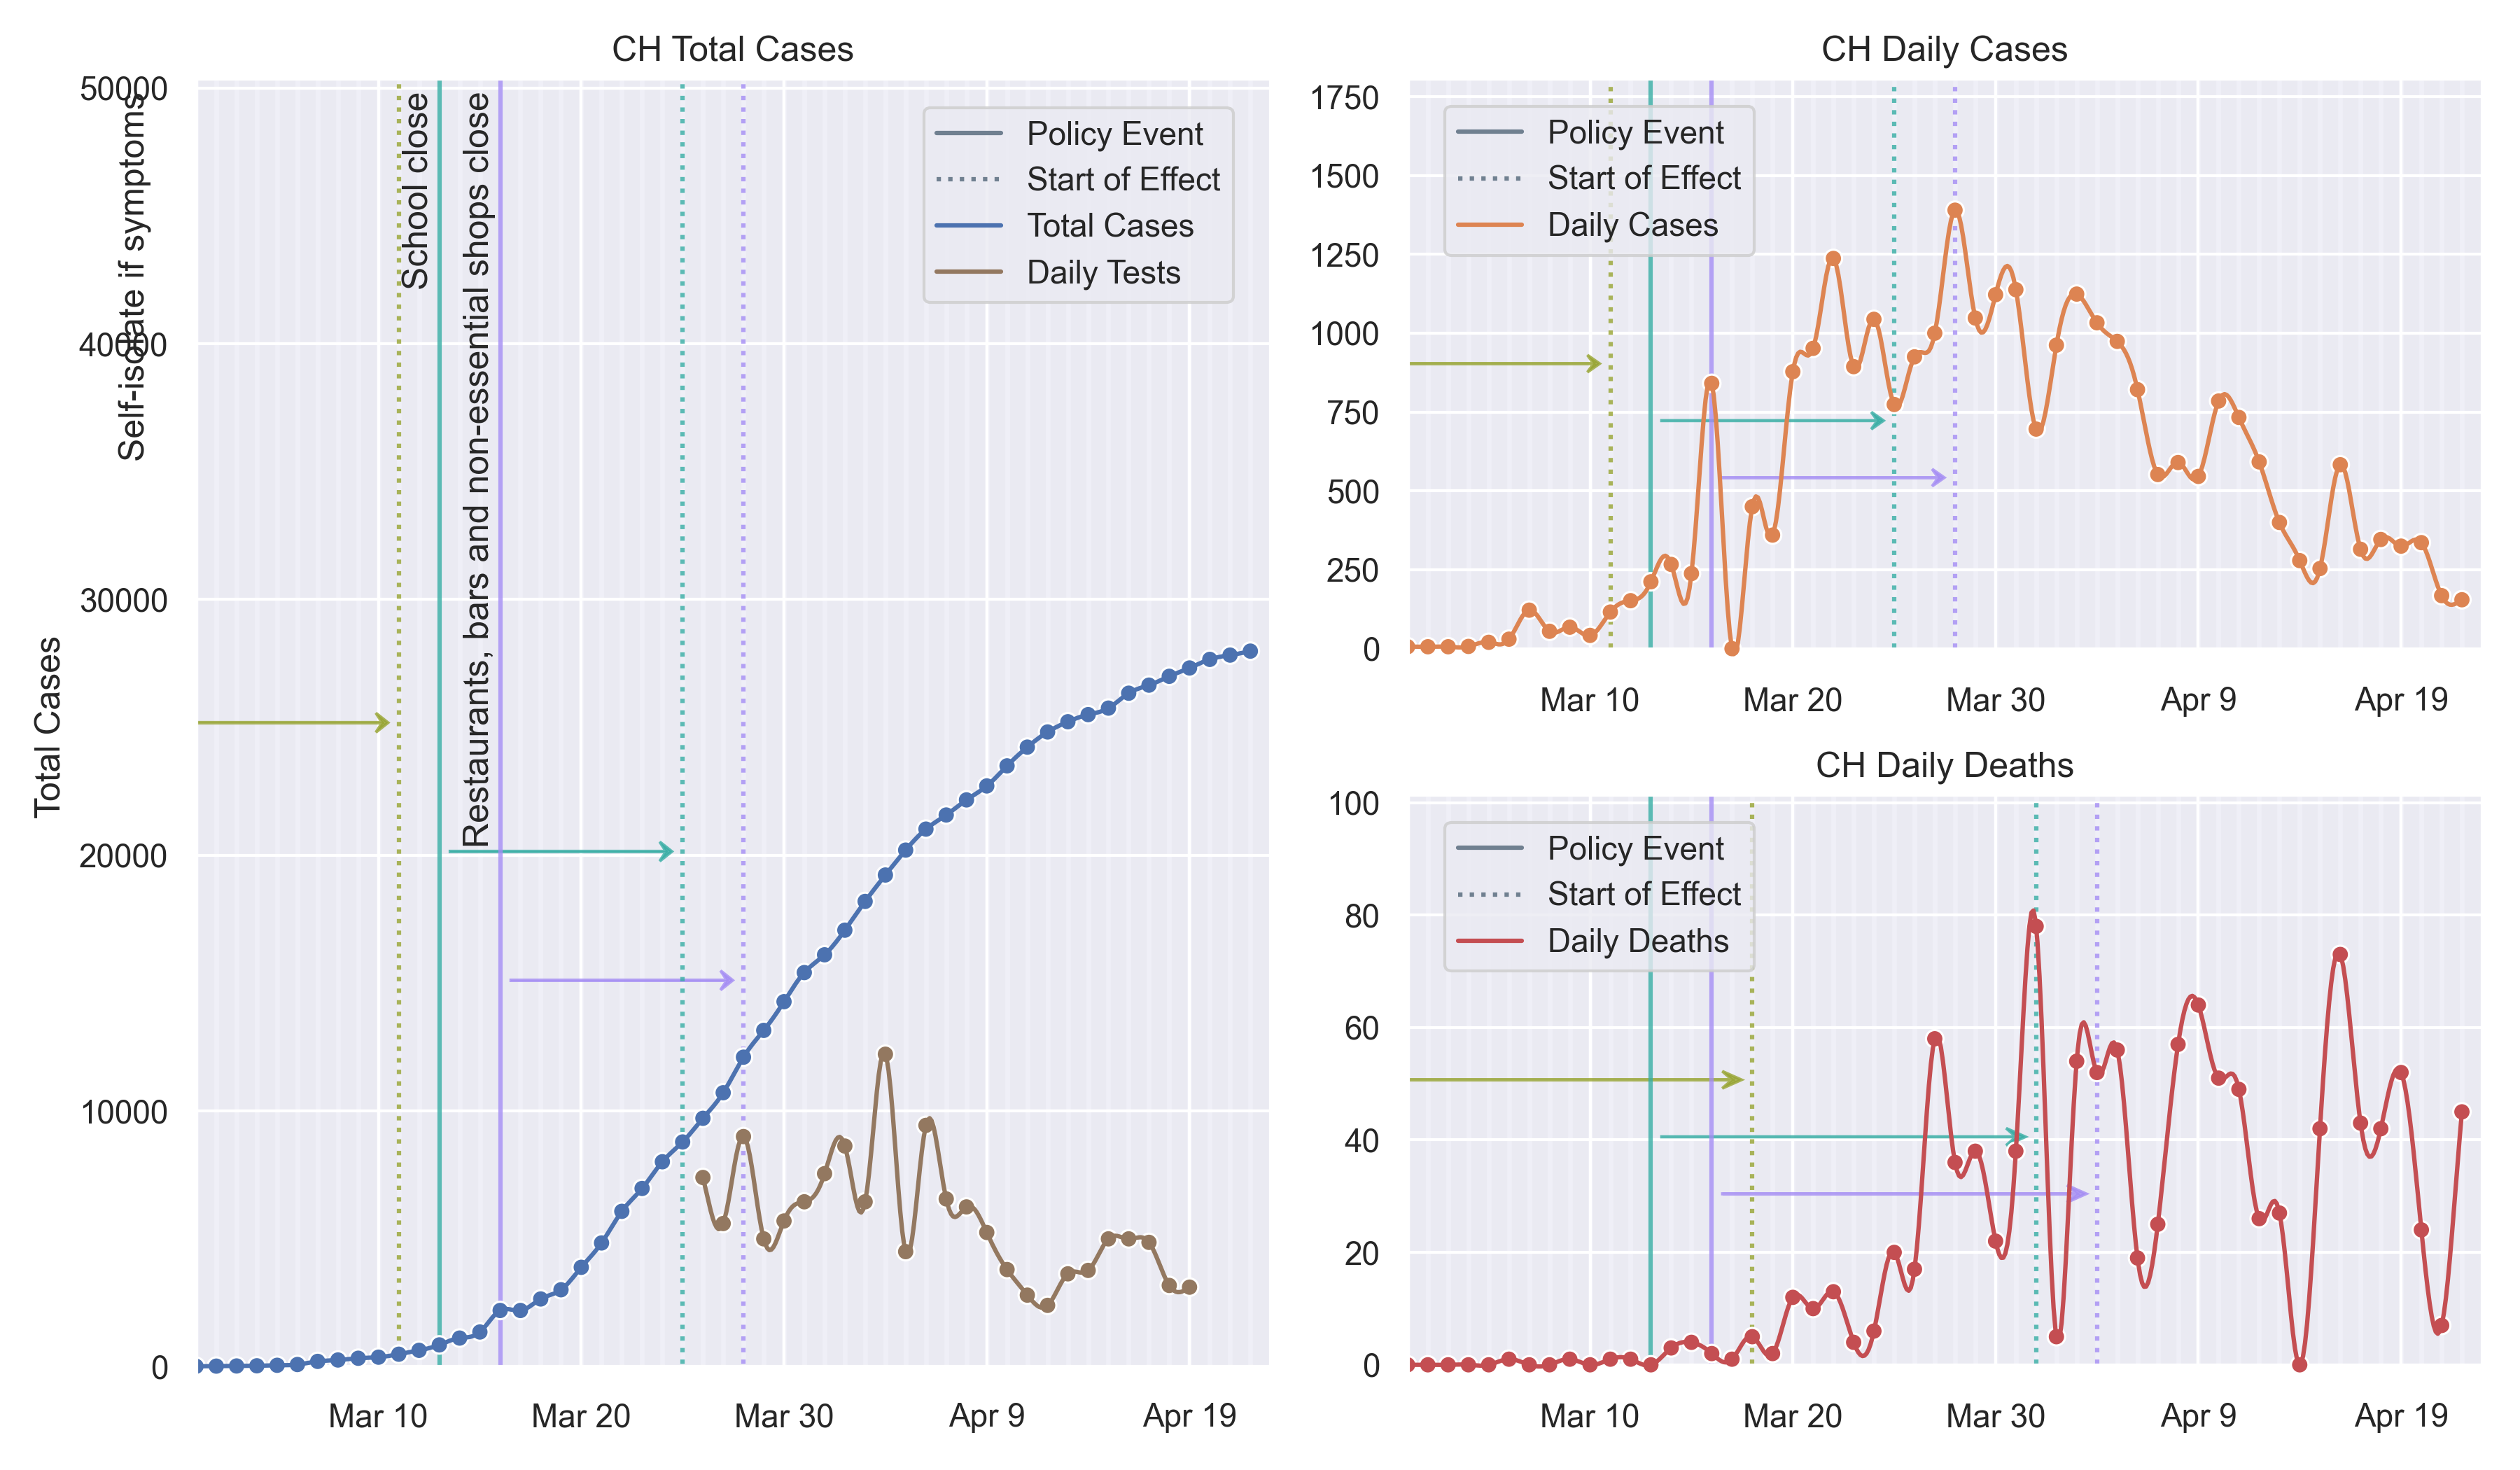 CH Total Cases
50000
40000
30000
20000
10000
0
Total Cases
Self-isolate if symptoms
School close
Restaurants, bars and non-essential shops close
Policy Event
Start of Effect
Total Cases
Daily Tests
Mar 10
Mar 20
Mar 30
Apr 9
Apr 19
CH Daily Cases
1750
1500
1250
1000
750
500
250
0
Policy Event
Start of Effect
Daily Cases
Mar 10
Mar 20
Mar 30
Apr 9
Apr 19
CH Daily Deaths
100
80
60
40
20
0
Policy Event
Start of Effect
Daily Deaths
Mar 10
Mar 20
Mar 30
Apr 9
Apr 19